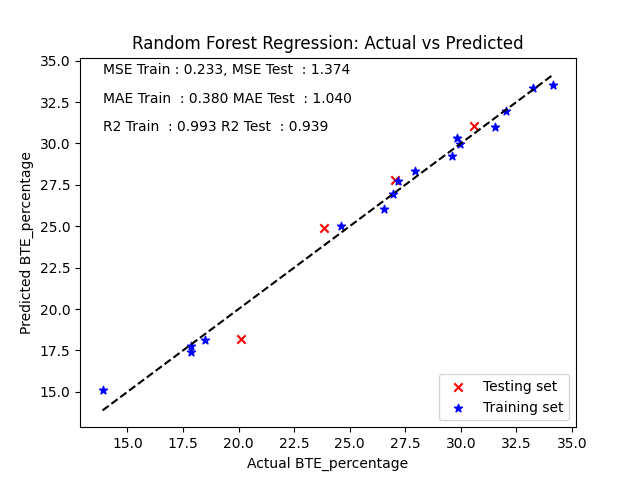 Random Forest Regression: Actual vs Predicted
MSE Train : 0.233, MSE Test  : 1.374
MAE Train  : 0.380 MAE Test  : 1.040
R2 Train  : 0.993 R2 Test  : 0.939
Predicted BTE_percentage
35.0
32.5
30.0
27.5
25.0
22.5
20.0
17.5
15.0
Testing set
Training set
15.0 17.5 20.0 22.5 25.0 27.5 30.0 32.5 35.0
Actual BTE_percentage